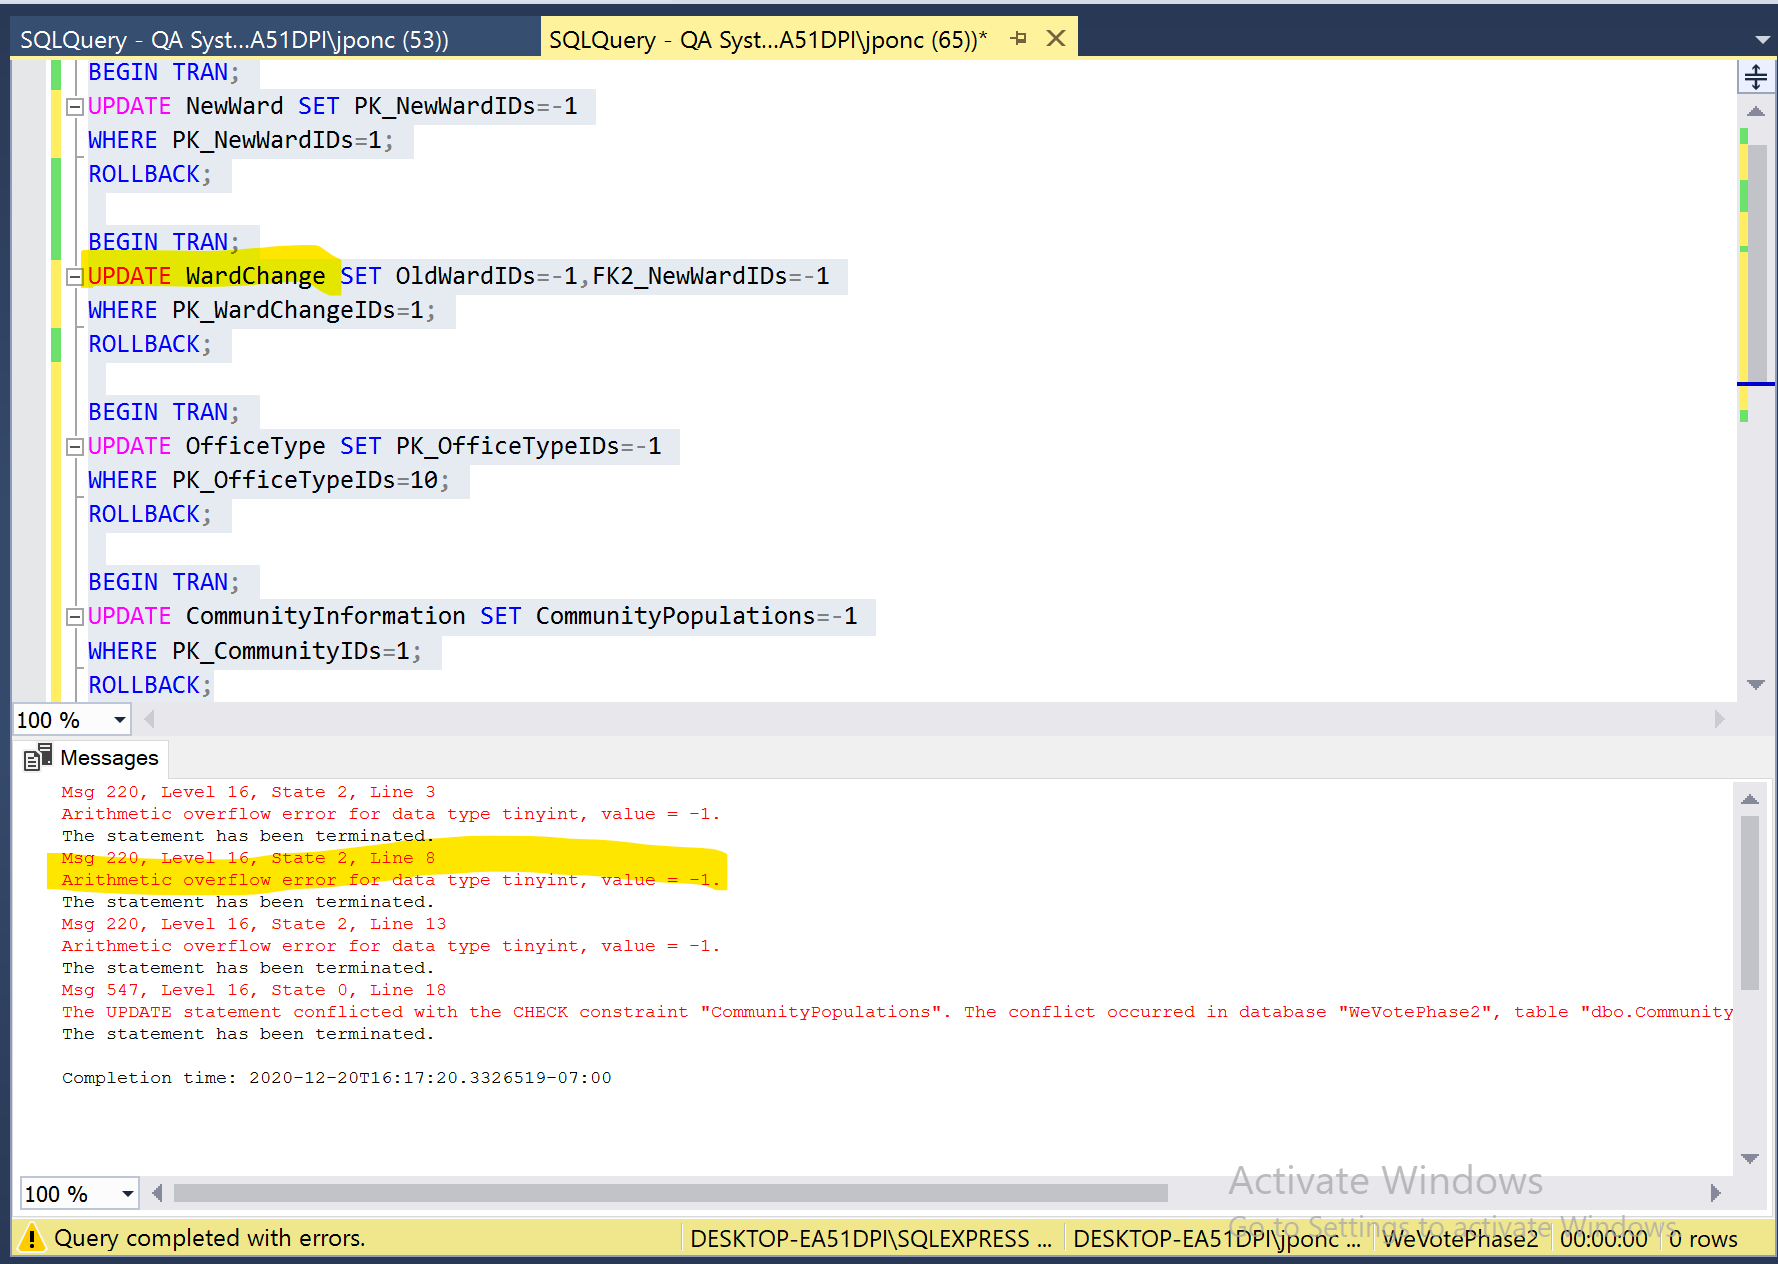 SQLQuery - QA Syst...A51DPI\jponc (53))
SQLQuery - QA Syst...A51DPI\jponc (65))*
BEGIN TRAN;
UPDATE NewWard SET PK_NewWardIDs=-1
WHERE PK_NewWardIDs=1;
ROLLBACK;
BEGIN TRAN;
UPDATE WardChange SET OldWardIDs=-1,FK2_NewWardIDs=-1
WHERE PK_WardChangeIDs=1;
ROLLBACK;
BEGIN TRAN;
UPDATE OfficeType SET PK_OfficeTypeIDs=-1
WHERE PK_OfficeTypeIDs=10;
ROLLBACK;
BEGIN TRAN;
UPDATE CommunityInformation SET CommunityPopulations=-1
WHERE PK_CommunityIDs=1;
ROLLBACK;
100 %
Messages
Msg 220, Level 16, State 2, Line 3
Arithmetic overflow error for data type tinyint, value = -1.
The statement has been terminated.
Msg 220, Level 16, State 2, Line 8
Arithmetic overflow error for data type tinyint, value = -1.
The statement has been terminated.
Msg 220, Level 16, State 2, Line 13
Arithmetic overflow error for data type tinyint, value = -1.
The statement has been terminated.
Msg 547, Level 16, State 0, Line 18
The UPDATE statement conflicted with the CHECK constraint "CommunityPopulations". The conflict occurred in database "WeVotePhase2", table "dbo.Community
The statement has been terminated.
Completion time: 2020-12-20T16:17:20.3326519-07:00
Activate Windows
Go to Settings to activate Windows.
100 %
Query completed with errors.
DESKTOP-EA51DPI\SQLEXPRESS ...
DESKTOP-EA51DPI\jponc ...
WeVotePhase2
00:00:00
0 rows